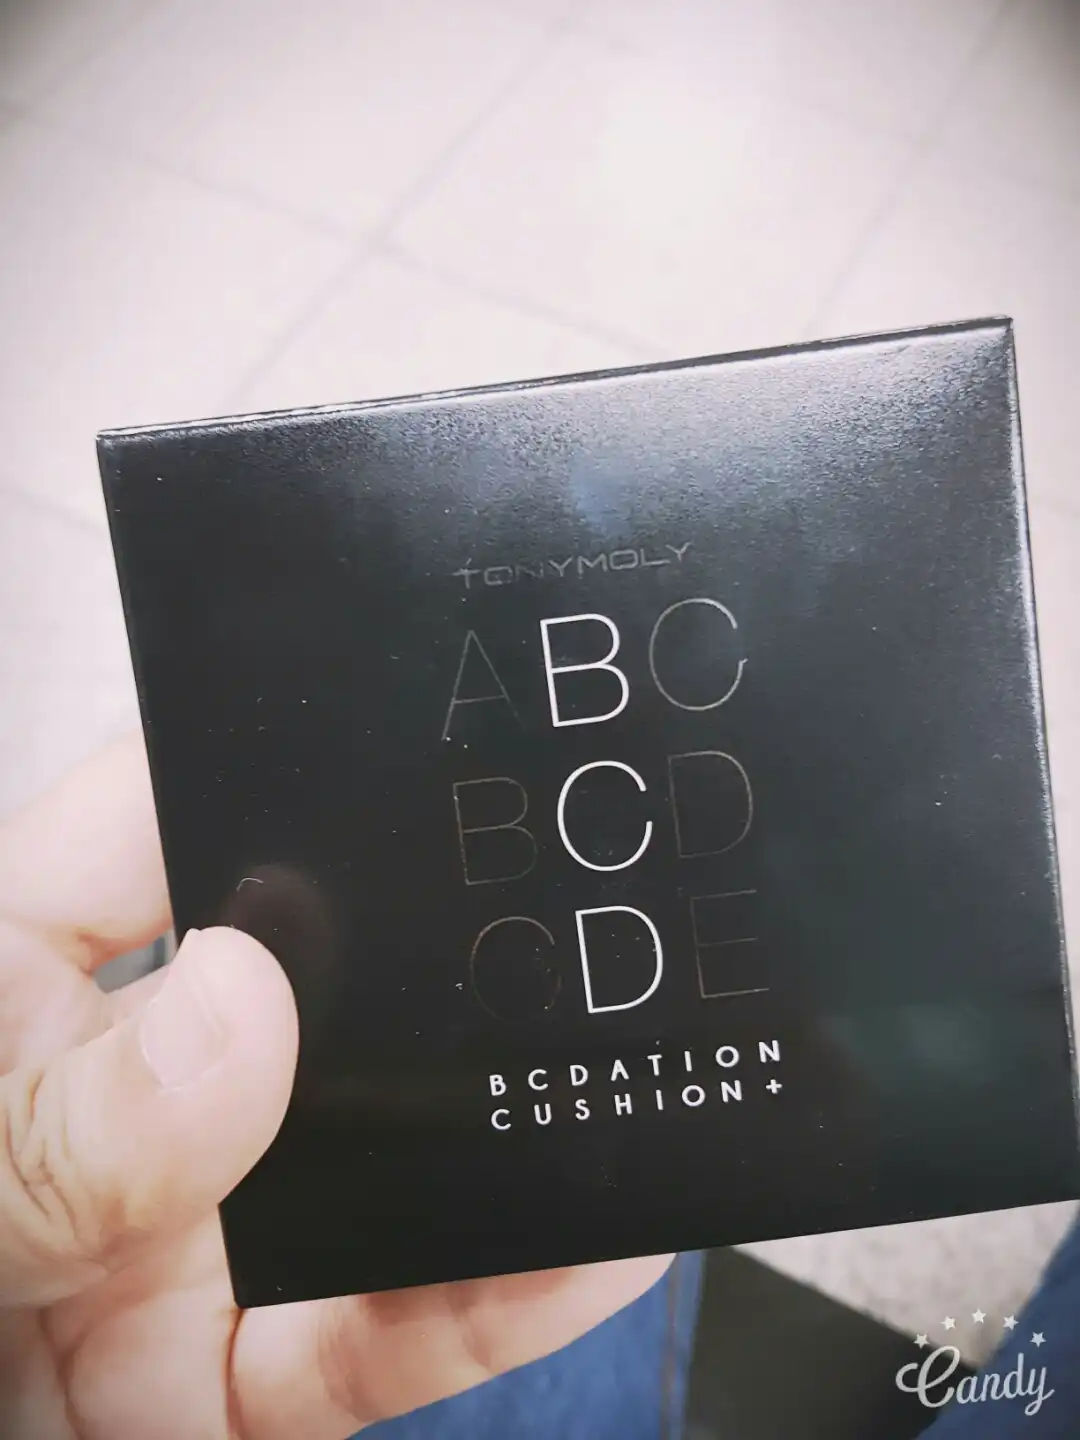 TONYMOLY
ABC
BCD
CDE
BCDATION
CUSHION+
Candy